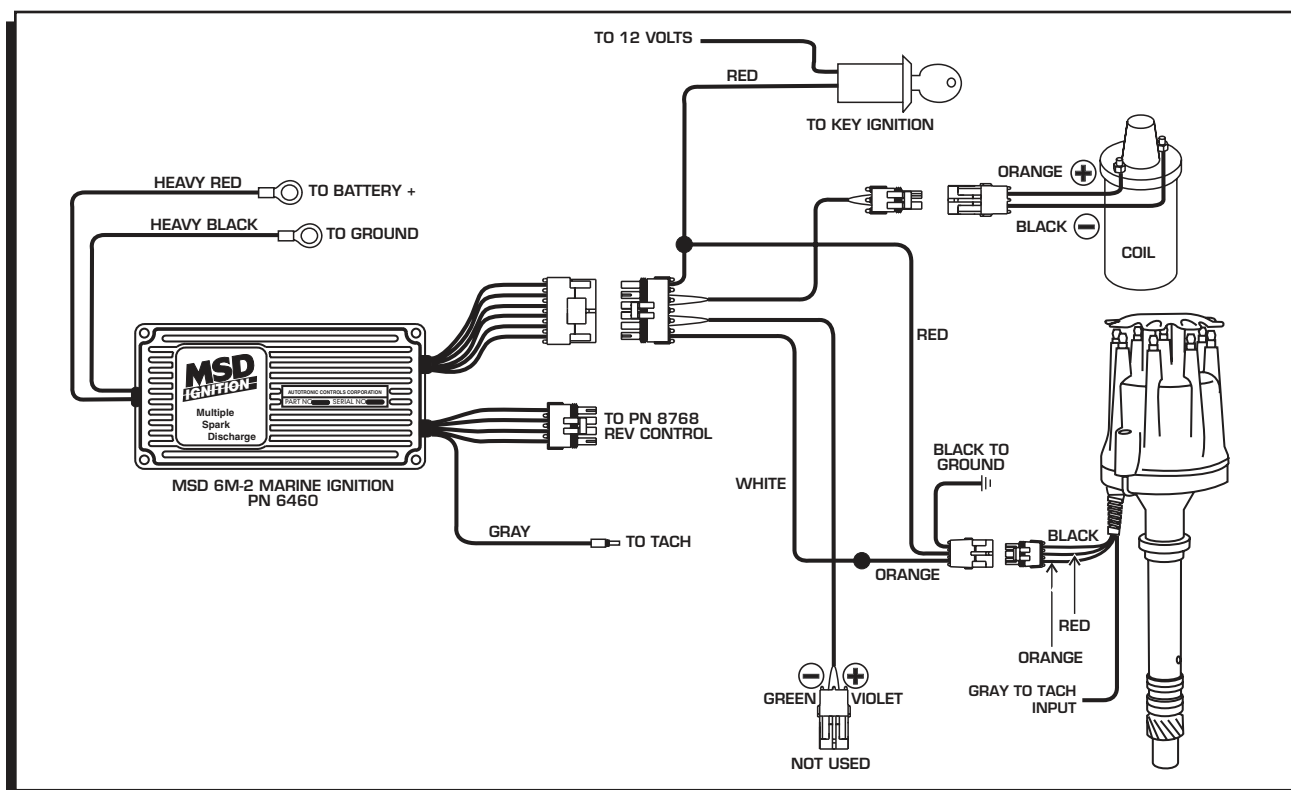 TO 12 VOLTS
RED
TO KEY IGNITION
HEAVY RED
TO BATTERY +
HEAVY BLACK
TO GROUND
ORANGE +
BLACK −
COIL
MSD
IGNITION
Multiple
Spark
Discharge
AUTOTRONIC CONTROLS CORPORATION
PART NO
SERIAL NO
MSD 6M-2 MARINE IGNITION
PN 6460
TO PN 8768
REV CONTROL
GRAY
TO TACH
RED
WHITE
BLACK TO
GROUND
ORANGE
BLACK
RED
ORANGE
GRAY TO TACH
INPUT
− +
GREEN VIOLET
NOT USED